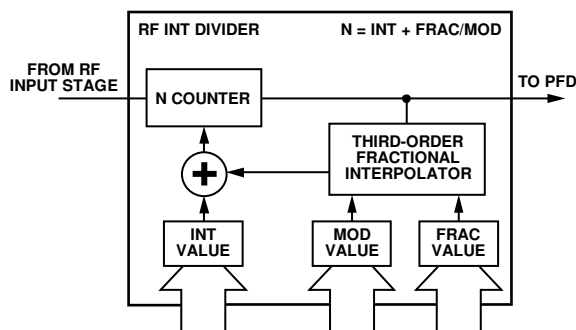 RF INT DIVIDER
N = INT + FRAC/MOD
FROM RF
INPUT STAGE
TO PFD
N COUNTER
THIRD-ORDER
FRACTIONAL
INTERPOLATOR
+
INT
VALUE
MOD
VALUE
FRAC
VALUE